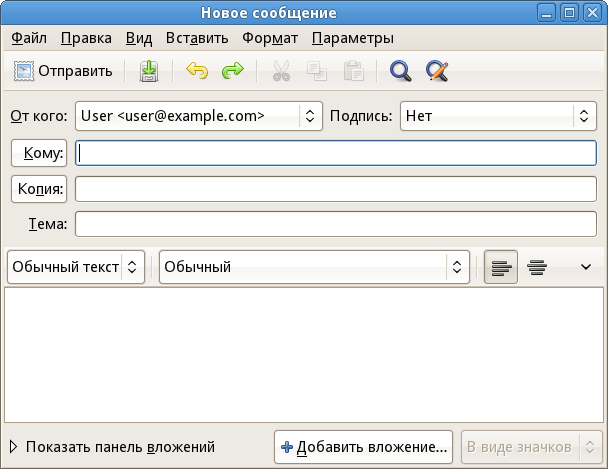 Новое сообщение
Файл Правка Вид Вставить Формат Параметры
Отправить
От кого: User <user@example.com> Подпись: Нет
Кому:
Копия:
Тема:
Обычный текст Обычный
Показать панель вложений Добавить вложение... В виде значков